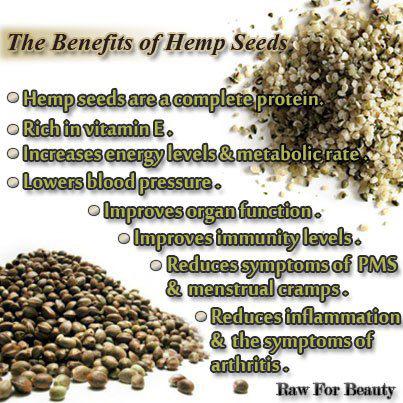 The Benefits of Hemp Seeds
Hemp seeds are a complete protein.
Rich in vitamin E .
Increases energy levels & metabolic rate .
Lowers blood pressure .
Improves organ function .
Improves immunity levels .
Reduces symptoms of PMS
& menstrual cramps .
Reduces inflammation
& the symptoms of
arthritis .
Raw For Beauty